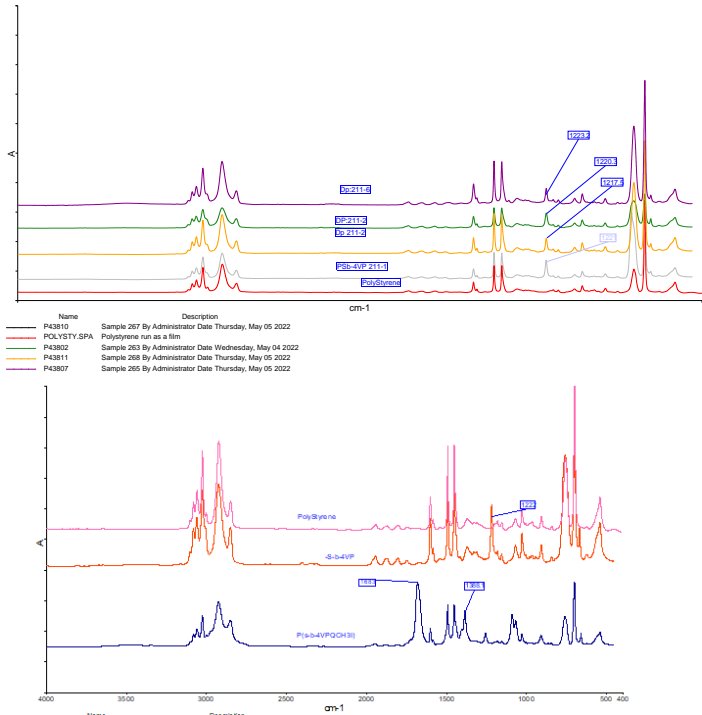 A
1223.2
1220.3
Dp:211-6
1217.5
DP:211-2
Dp 211-2
PSb-4VP 211-1
PolyStyrene
cm-1
Name Description
P43810 Sample 267 By Administrator Date Thursday, May 05 2022
POLYSTY.SPA Polystyrene run as a film
P43802 Sample 263 By Administrator Date Wednesday, May 04 2022
P43811 Sample 268 By Administrator Date Thursday, May 05 2022
P43807 Sample 265 By Administrator Date Thursday, May 05 2022
PolyStyrene
A
-S-b-4VP
1368.1
P(s-b-4VPQCH3I)
4000 3500 3000 2500 2000 1500 1000 500 400
cm-1
Name Description